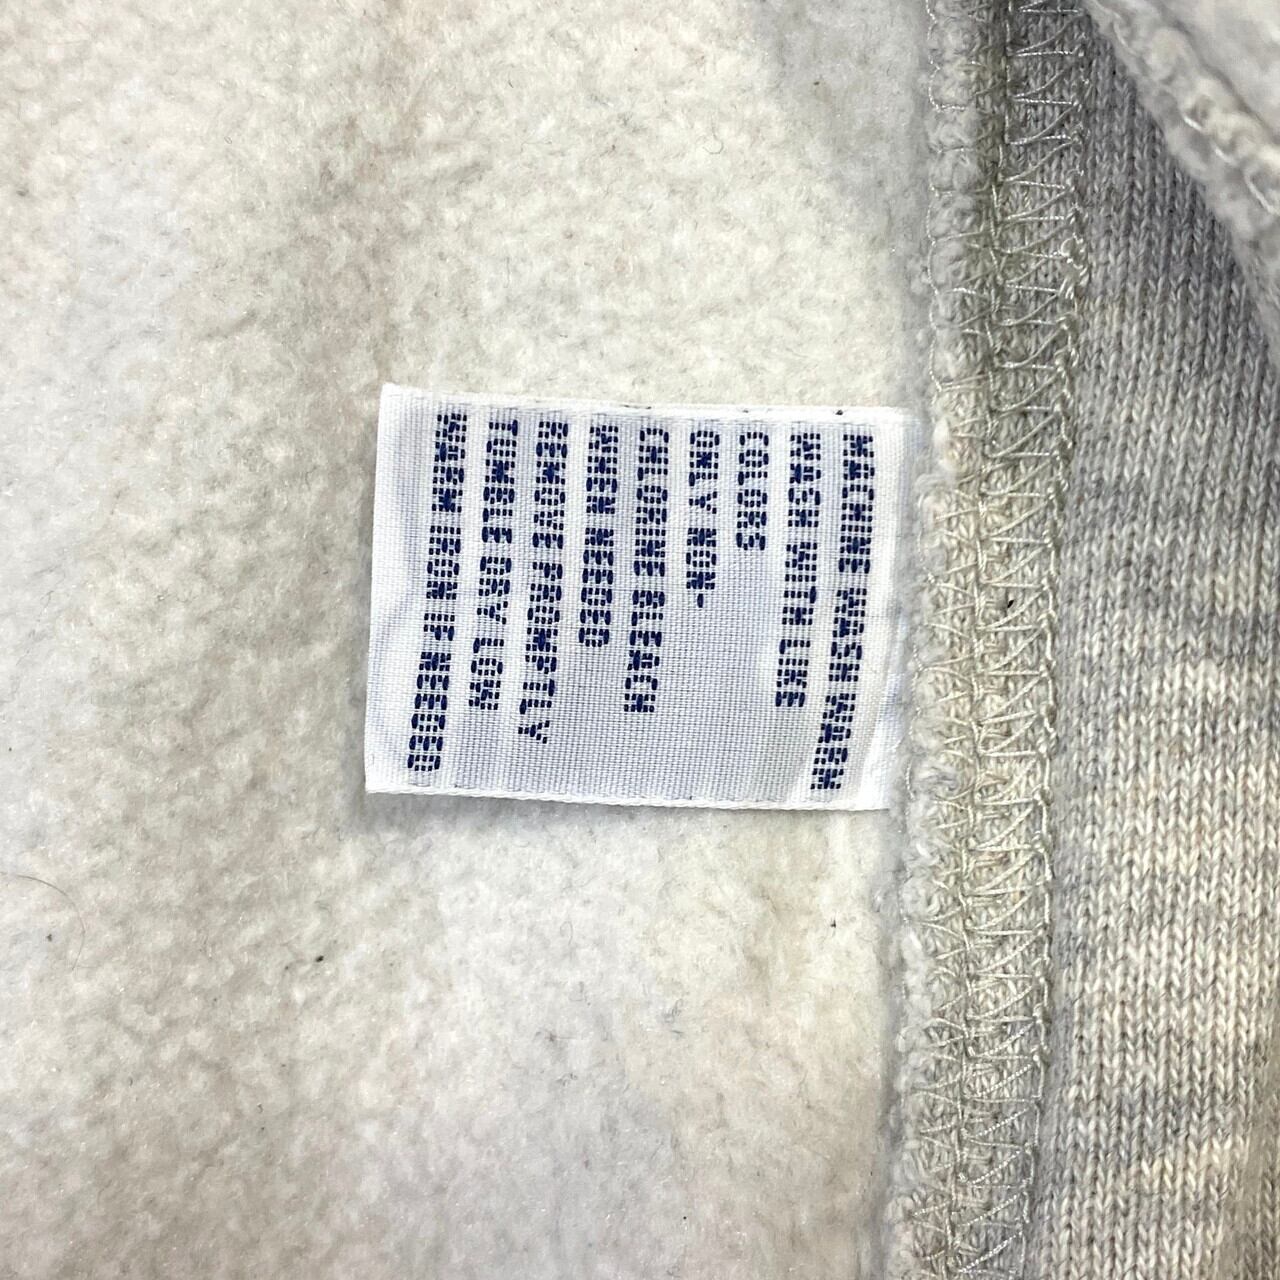 MACHINE WASH WARM
WASH WITH LIKE
COLORS
ONLY NON-
CHLORINE BLEACH
WHEN NEEDED
REMOVE PROMPTLY
TUMBLE DRY LOW
WARM IRON IF NEEDED